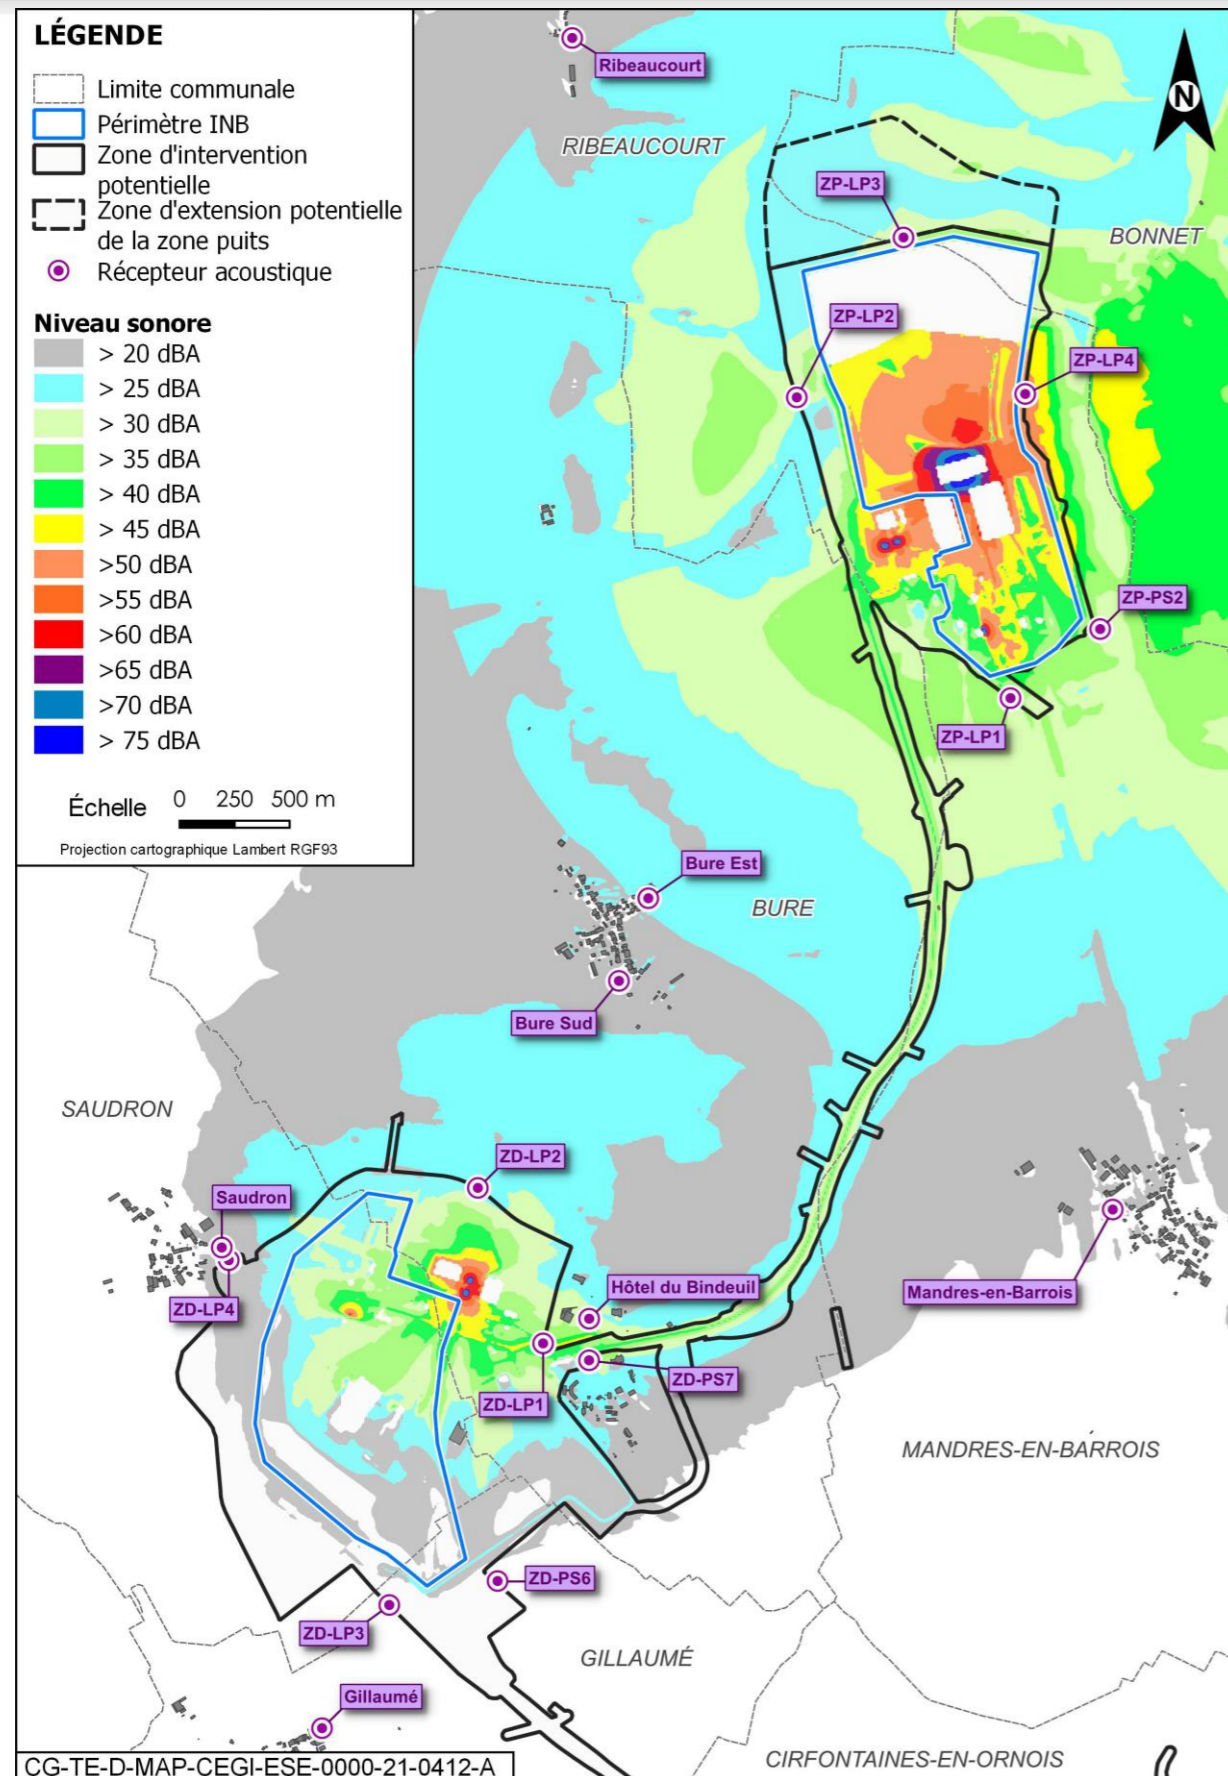 LÉGENDE
Limite communale
Périmètre INB
Zone d'intervention
potentielle
Zone d'extension potentielle
de la zone puits
Récepteur acoustique
Niveau sonore
> 20 dBA
> 25 dBA
> 30 dBA
> 35 dBA
> 40 dBA
> 45 dBA
>50 dBA
>55 dBA
>60 dBA
>65 dBA
>70 dBA
> 75 dBA
Échelle 0 250 500 m
Projection cartographique Lambert RGF93
Ribeaucourt
N
RIBEAUCOURT
ZP-LP3
BONNET
ZP-LP2
ZP-LP4
ZP-PS2
ZP-LP1
Bure Est
BURE
Bure Sud
SAUDRON
ZD-LP2
Saudron
Hôtel du Bindeuil
Mandres-en-Barrois
ZD-LP4
ZD-PS7
ZD-LP1
MANDRES-EN-BARROIS
ZD-PS6
ZD-LP3
GILLAUMÉ
Gillaumé
CIRFONTAINES-EN-ORNOIS
CG-TE-D-MAP-CEGI-ESE-0000-21-0412-A